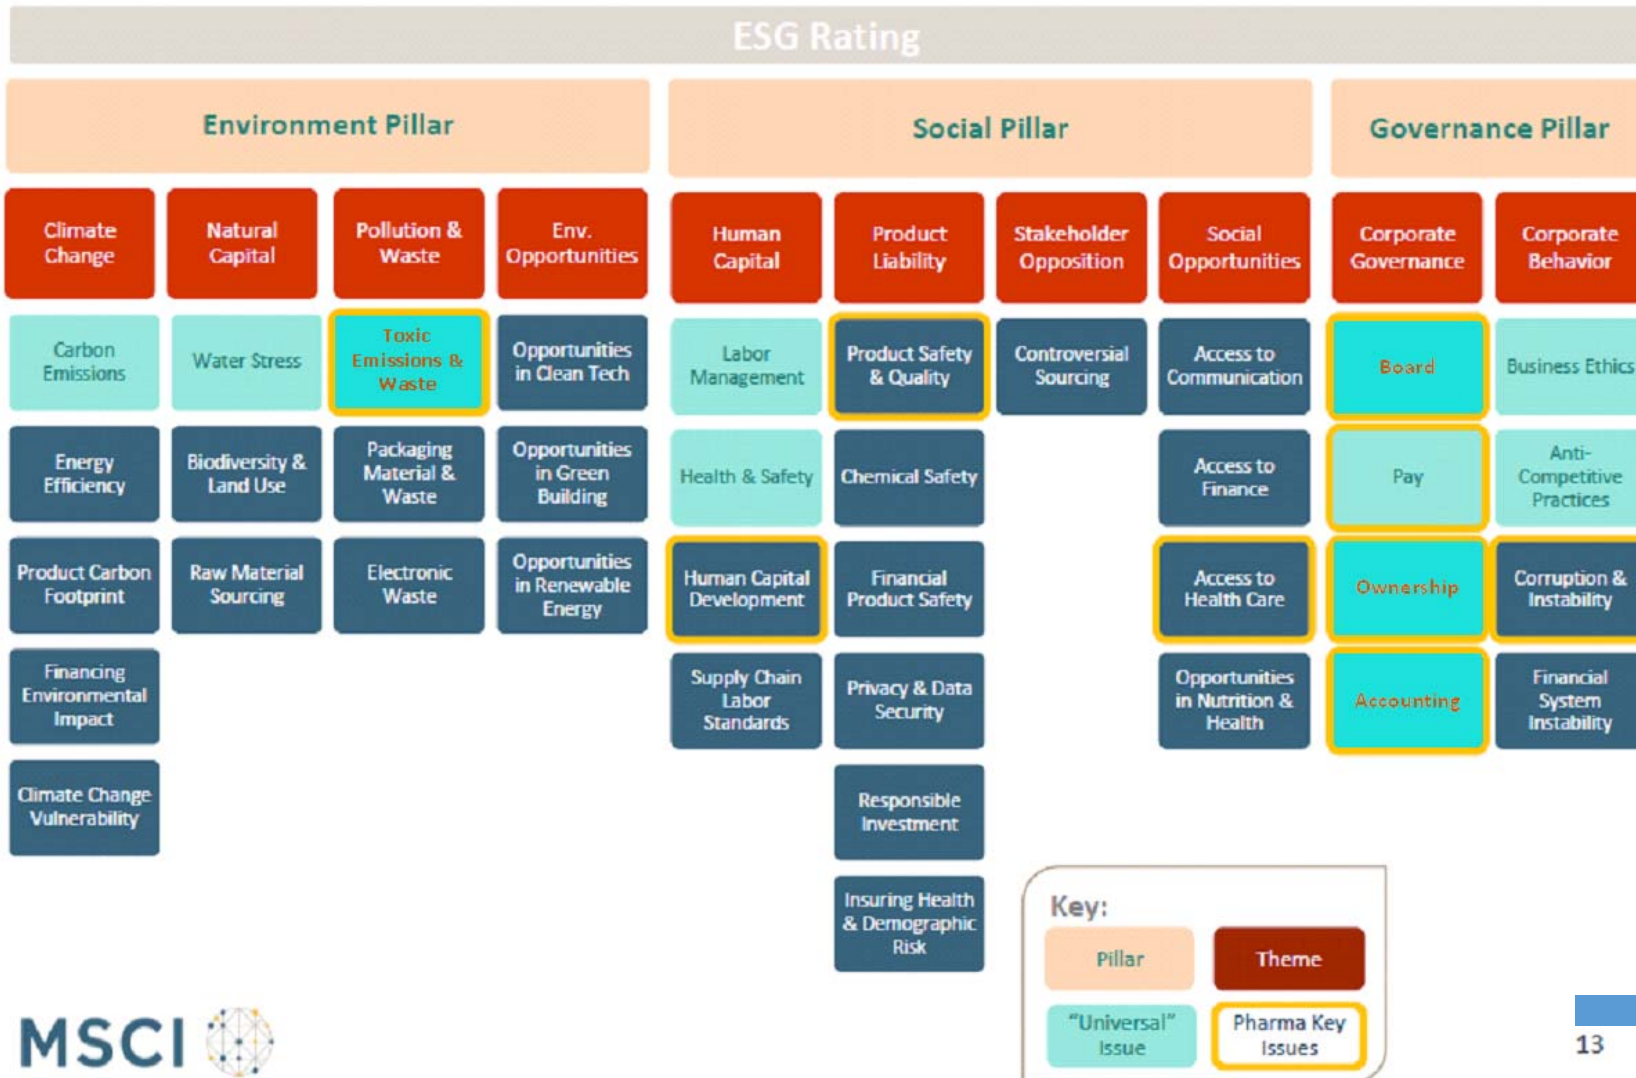 ESG Rating
Environment Pillar
Social Pillar
Governance Pillar
Climate
Change
Natural
Capital
Pollution &
Waste
Env.
Opportunities
Human
Capital
Product
Liability
Stakeholder
Opposition
Social
Opportunities
Corporate
Governance
Corporate
Behavior
Carbon
Emissions
Water Stress
Toxic
Emissions &
Waste
Opportunities
in Clean Tech
Labor
Management
Product Safety
& Quality
Controversial
Sourcing
Access to
Communication
Board
Business Ethics
Energy
Efficiency
Biodiversity &
Land Use
Packaging
Material &
Waste
Opportunities
in Green
Building
Health & Safety
Chemical Safety
Access to
Finance
Pay
Anti-
Competitive
Practices
Product Carbon
Footprint
Raw Material
Sourcing
Electronic
Waste
Opportunities
in Renewable
Energy
Human Capital
Development
Financial
Product Safety
Access to
Health Care
Ownership
Corruption &
Instability
Financing
Environmental
Impact
Supply Chain
Labor
Standards
Privacy & Data
Security
Opportunities
in Nutrition &
Health
Accounting
Financial
System
Instability
Climate Change
Vulnerability
Responsible
Investment
Insuring Health
& Demographic
Risk
Key:
Pillar
Theme
"Universal"
Issue
Pharma Key
Issues
MSCI
13